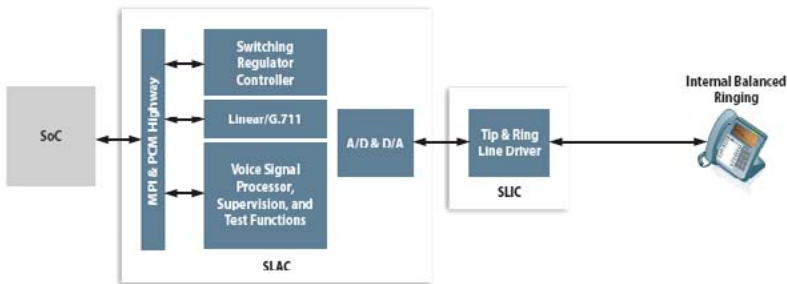 SoC
MPI & PCM Highway
Switching
Regulator
Controller
Linear/G.711
Voice Signal
Processor,
Supervision, and
Test Functions
A/D & D/A
SLAC
Tip & Ring
Line Driver
SLIC
Internal Balanced
Ringing